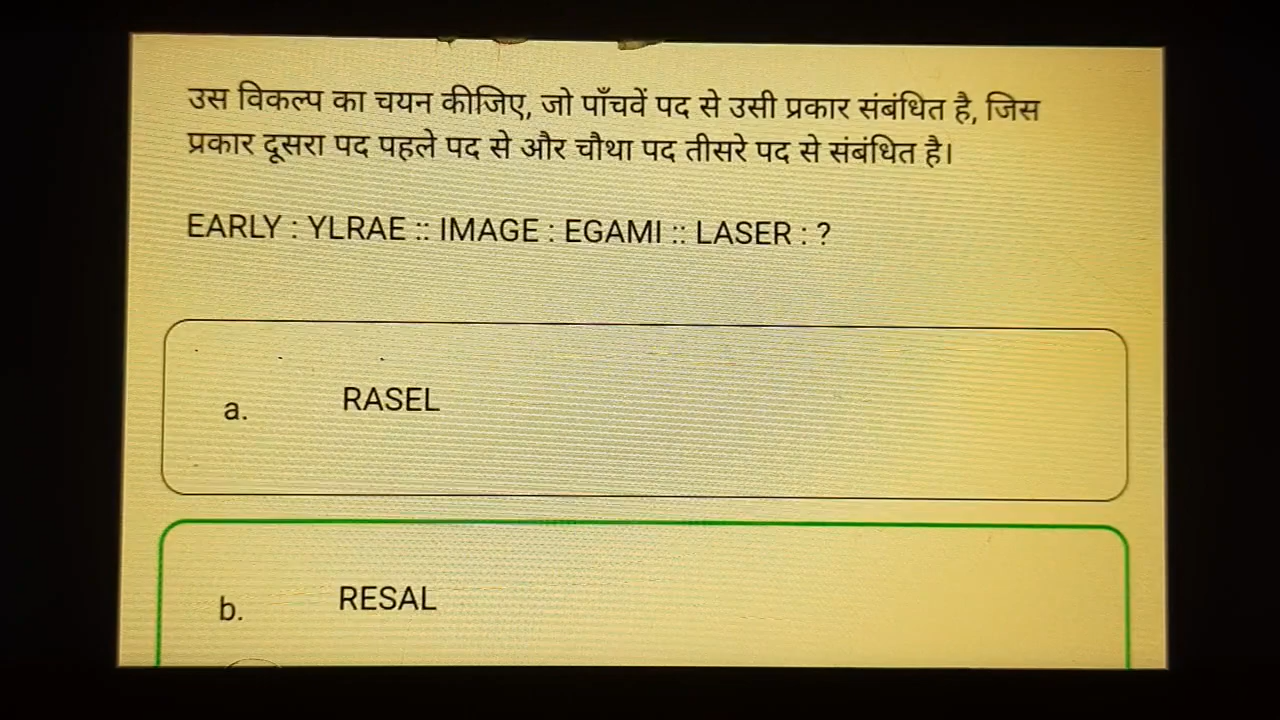 उस विकल्प का चयन कीजिए, जो पाँचवें पद से उसी प्रकार संबंधित है, जिस
प्रकार दूसरा पद पहले पद से और चौथा पद तीसरे पद से संबंधित है।
EARLY : YLRAE :: IMAGE : EGAMI :: LASER : ?
a. RASEL
b. RESAL